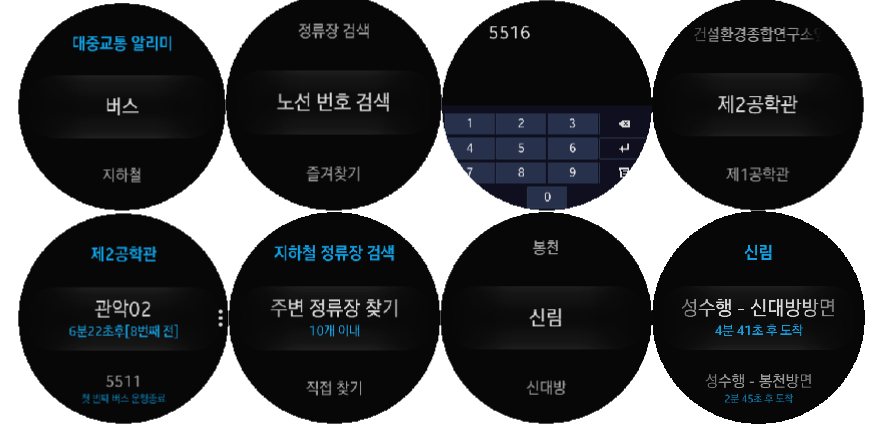 대중교통 알리미
버스
지하철
정류장 검색
노선 번호 검색
즐겨찾기
5516
1 2 3
4 5 6
7 8 9
0
건설환경종합연구소
제2공학관
제1공학관
제2공학관
관악02
6분22초후[8번째 전]
5511
첫 번째 버스 운행종료
지하철 정류장 검색
주변 정류장 찾기
10개 이내
직접 찾기
봉천
신림
신대방
신림
성수행 - 신대방방면
4분 41초 후 도착
성수행 - 봉천방면
2분 45초 후 도착